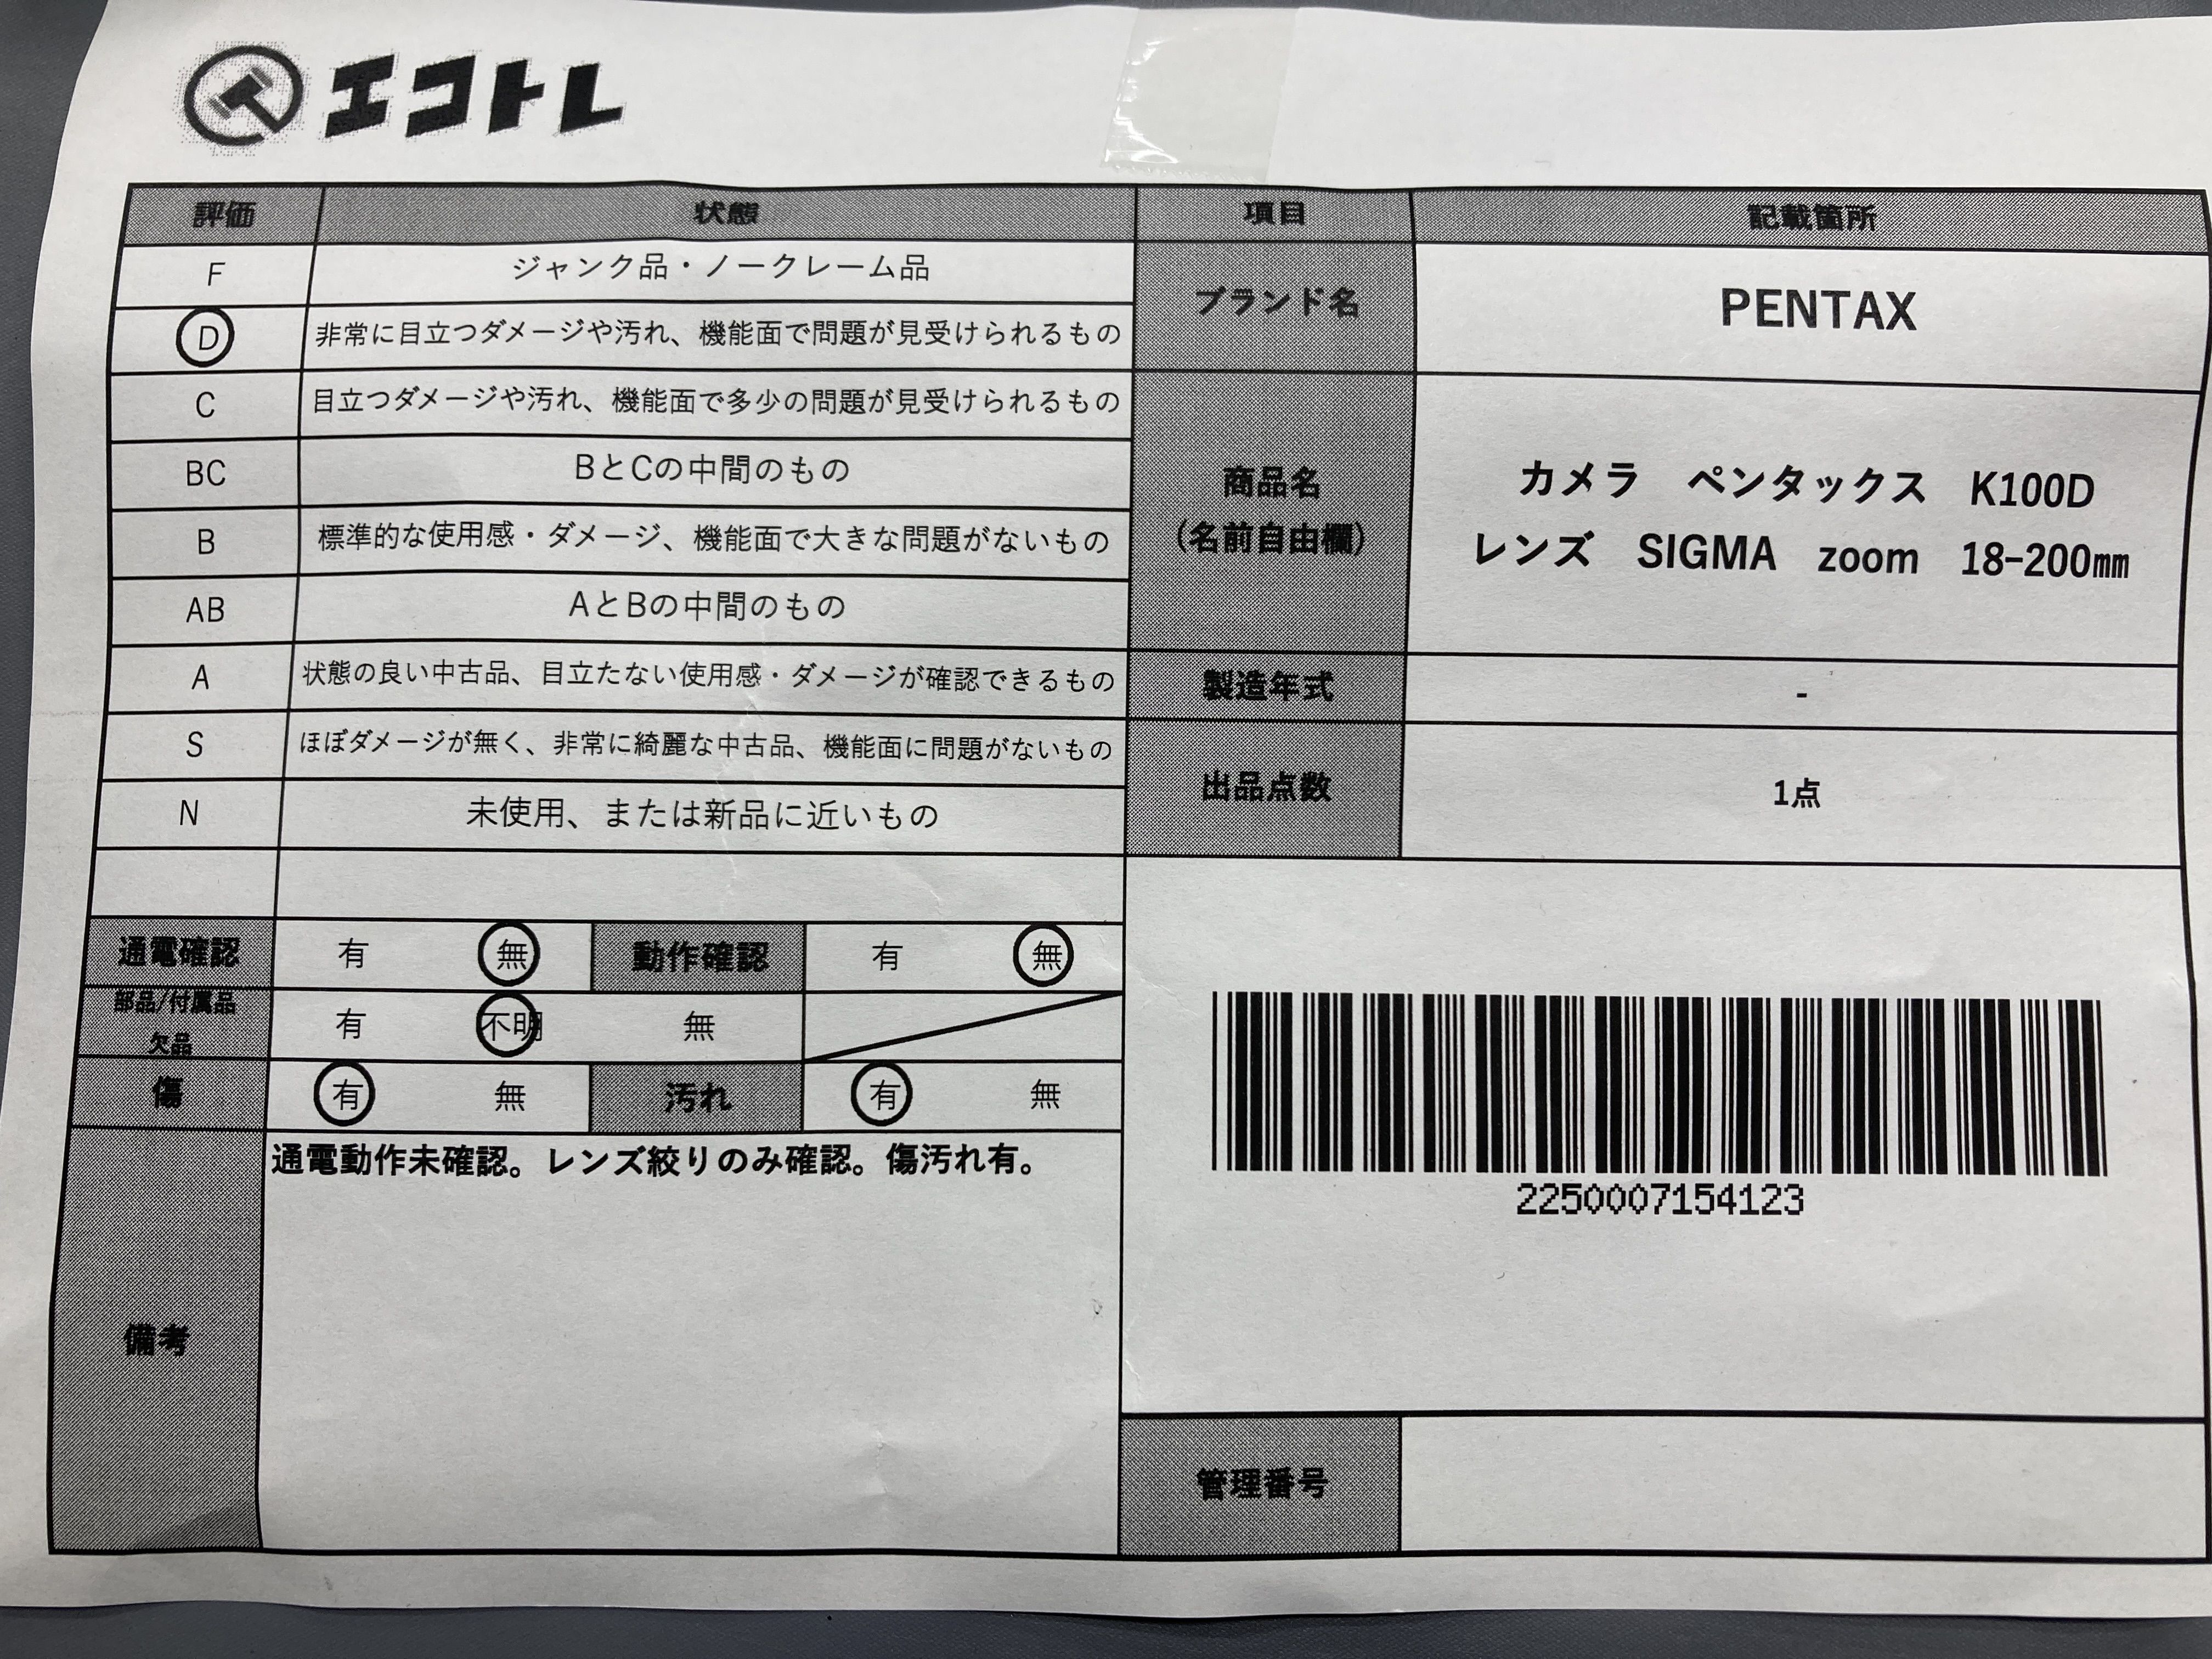 エコトレ
評価 状態 項目 記載箇所
F ジャンク品・ノークレーム品
D 非常に目立つダメージや汚れ、機能面で問題が見受けられるもの
C 目立つダメージや汚れ、機能面で多少の問題が見受けられるもの
BC BとCの中間のもの
B 標準的な使用感・ダメージ、機能面で大きな問題がないもの
AB AとBの中間のもの
A 状態の良い中古品、目立たない使用感・ダメージが確認できるもの
S ほぼダメージが無く、非常に綺麗な中古品、機能面に問題がないもの
N 未使用、または新品に近いもの
通電確認 有 無 動作確認 有 無
部品/付属品
欠品
有 不明 無
傷 有 無 汚れ 有 無
備考
通電動作未確認。レンズ絞りのみ確認。傷汚れ有。
ブランド名 PENTAX
商品名
(名前自由欄)
カメラ ペンタックス K100D
レンズ SIGMA zoom 18-200㎜
製造年式 -
出品点数 1点
2250007154123
管理番号